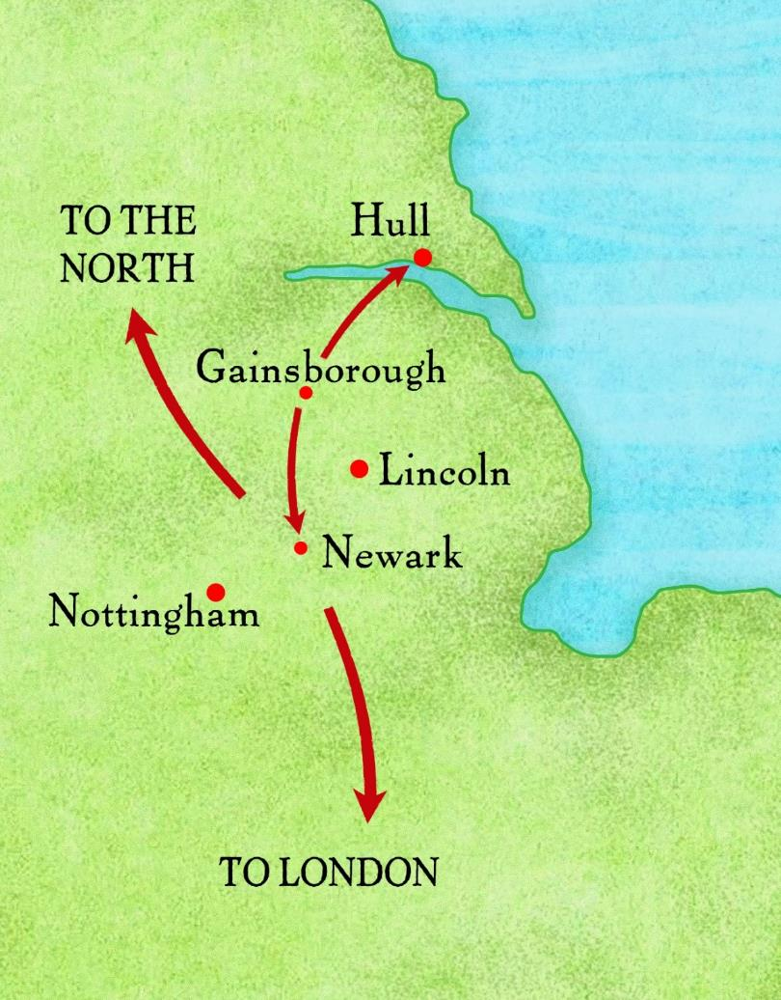 TO THE
NORTH
Hull
Gainsborough
Lincoln
Newark
Nottingham
TO LONDON